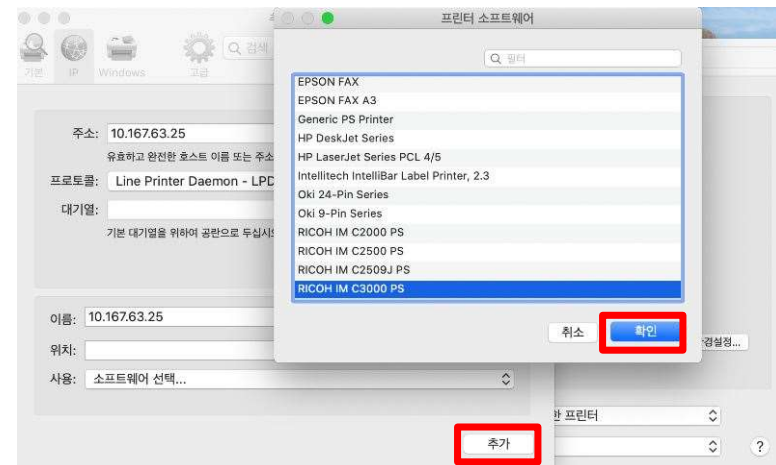 프린터 소프트웨어
검색
필터
기본
IP
Windows
고급
EPSON FAX
EPSON FAX A3
Generic PS Printer
HP DeskJet Series
HP LaserJet Series PCL 4/5
Intellitech IntelliBar Label Printer, 2.3
Oki 24-Pin Series
Oki 9-Pin Series
RICOH IM C2000 PS
RICOH IM C2500 PS
RICOH IM C2509J PS
RICOH IM C3000 PS
취소
확인
주소: 10.167.63.25
유효하고 완전한 호스트 이름 또는 주소
프로토콜: Line Printer Daemon - LPD
대기열:
기본 대기열을 위하여 공란으로 두십시
이름: 10.167.63.25
위치:
경설정...
사용: 소프트웨어 선택...
한 프린터
추가
?